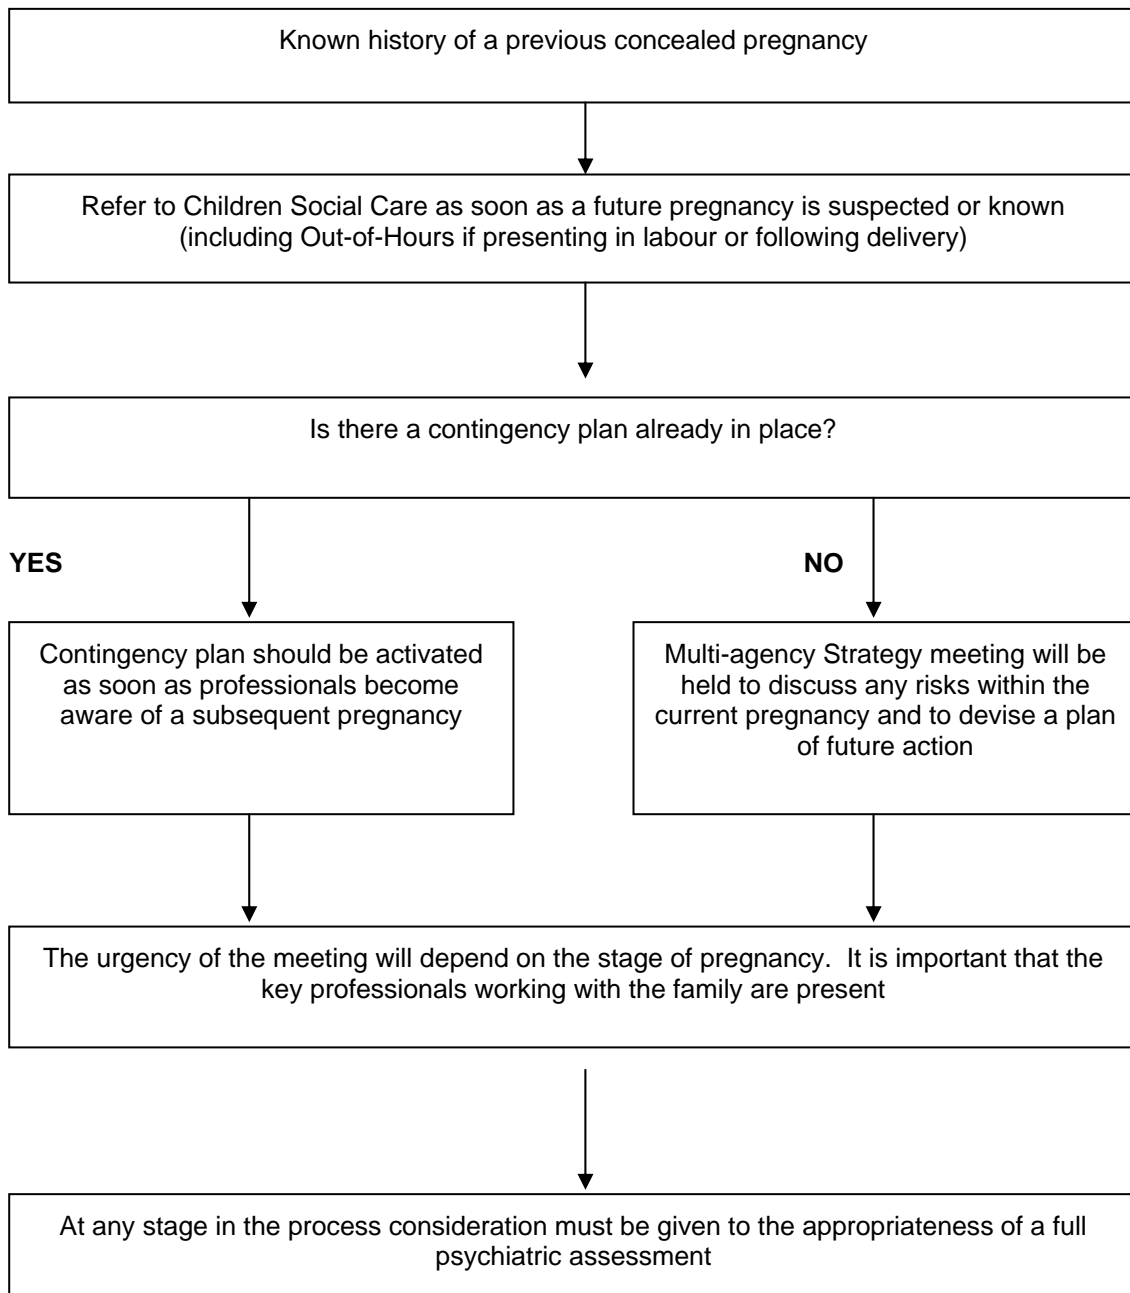 Known history of a previous concealed pregnancy
Refer to Children Social Care as soon as a future pregnancy is suspected or known
(including Out-of-Hours if presenting in labour or following delivery)
Is there a contingency plan already in place?
YES
NO
Contingency plan should be activated
as soon as professionals become
aware of a subsequent pregnancy
Multi-agency Strategy meeting will be
held to discuss any risks within the
current pregnancy and to devise a plan
of future action
The urgency of the meeting will depend on the stage of pregnancy.  It is important that the
key professionals working with the family are present
At any stage in the process consideration must be given to the appropriateness of a full
psychiatric assessment